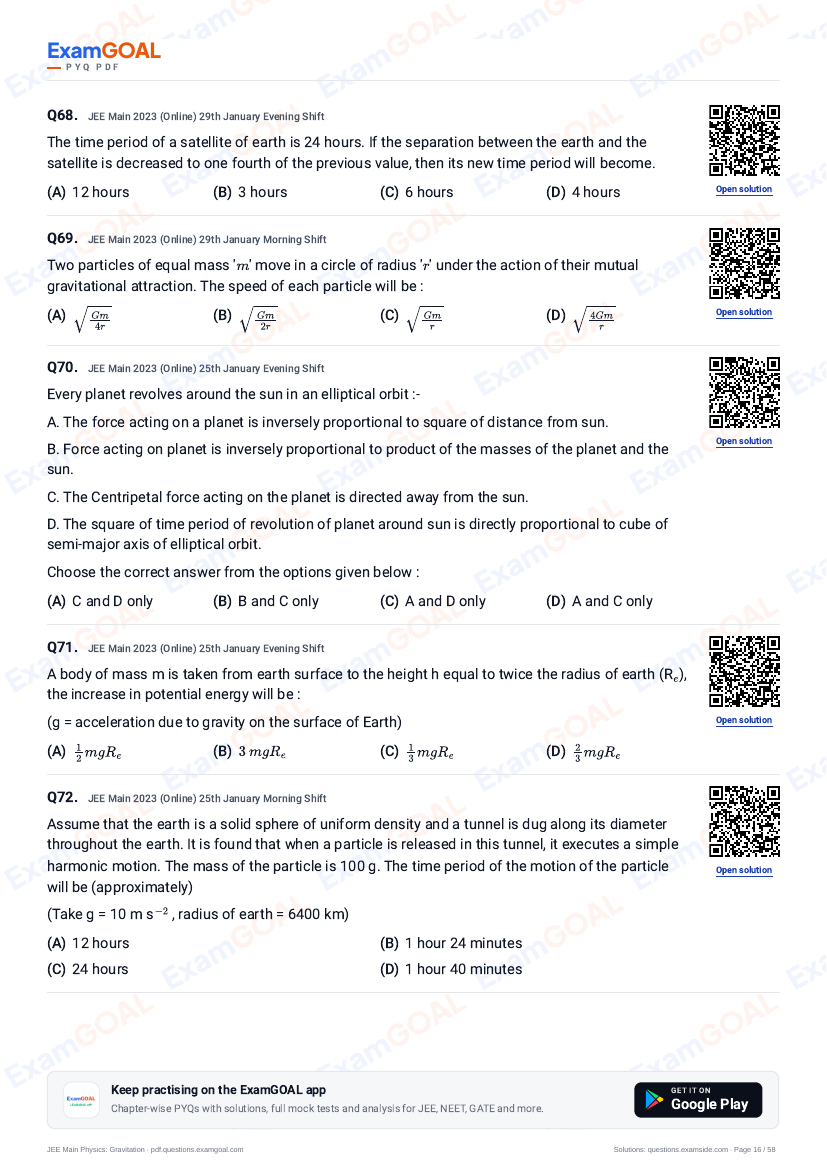 ExamGOAL
PYQ PDF
Q68. JEE Main 2023 (Online) 29th January Evening Shift
The time period of a satellite of earth is 24 hours. If the separation between the earth and the
satellite is decreased to one fourth of the previous value, then its new time period will become.
(A) 12 hours (B) 3 hours (C) 6 hours (D) 4 hours
Open solution
Q69. JEE Main 2023 (Online) 29th January Morning Shift
Two particles of equal mass 'm' move in a circle of radius 'r' under the action of their mutual
gravitational attraction. The speed of each particle will be :
(A) √(Gm/4r) (B) √(Gm/2r) (C) √(Gm/r) (D) √(4Gm/r)
Open solution
Q70. JEE Main 2023 (Online) 25th January Evening Shift
Every planet revolves around the sun in an elliptical orbit :-
A. The force acting on a planet is inversely proportional to square of distance from sun.
B. Force acting on planet is inversely proportional to product of the masses of the planet and the
sun.
C. The Centripetal force acting on the planet is directed away from the sun.
D. The square of time period of revolution of planet around sun is directly proportional to cube of
semi-major axis of elliptical orbit.
Choose the correct answer from the options given below :
(A) C and D only (B) B and C only (C) A and D only (D) A and C only
Open solution
Q71. JEE Main 2023 (Online) 25th January Evening Shift
A body of mass m is taken from earth surface to the height h equal to twice the radius of earth (Rₑ),
the increase in potential energy will be :
(g = acceleration due to gravity on the surface of Earth)
(A) 1/2 mgRₑ (B) 3 mgRₑ (C) 1/3 mgRₑ (D) 2/3 mgRₑ
Open solution
Q72. JEE Main 2023 (Online) 25th January Morning Shift
Assume that the earth is a solid sphere of uniform density and a tunnel is dug along its diameter
throughout the earth. It is found that when a particle is released in this tunnel, it executes a simple
harmonic motion. The mass of the particle is 100 g. The time period of the motion of the particle
will be (approximately)
(Take g = 10 m s⁻² , radius of earth = 6400 km)
(A) 12 hours (B) 1 hour 24 minutes
(C) 24 hours (D) 1 hour 40 minutes
Open solution
Keep practising on the ExamGOAL app
Chapter-wise PYQs with solutions, full mock tests and analysis for JEE, NEET, GATE and more.
GET IT ON
Google Play
JEE Main Physics: Gravitation · pdf.questions.examgoal.com
Solutions: questions.examside.com · Page 16 / 58